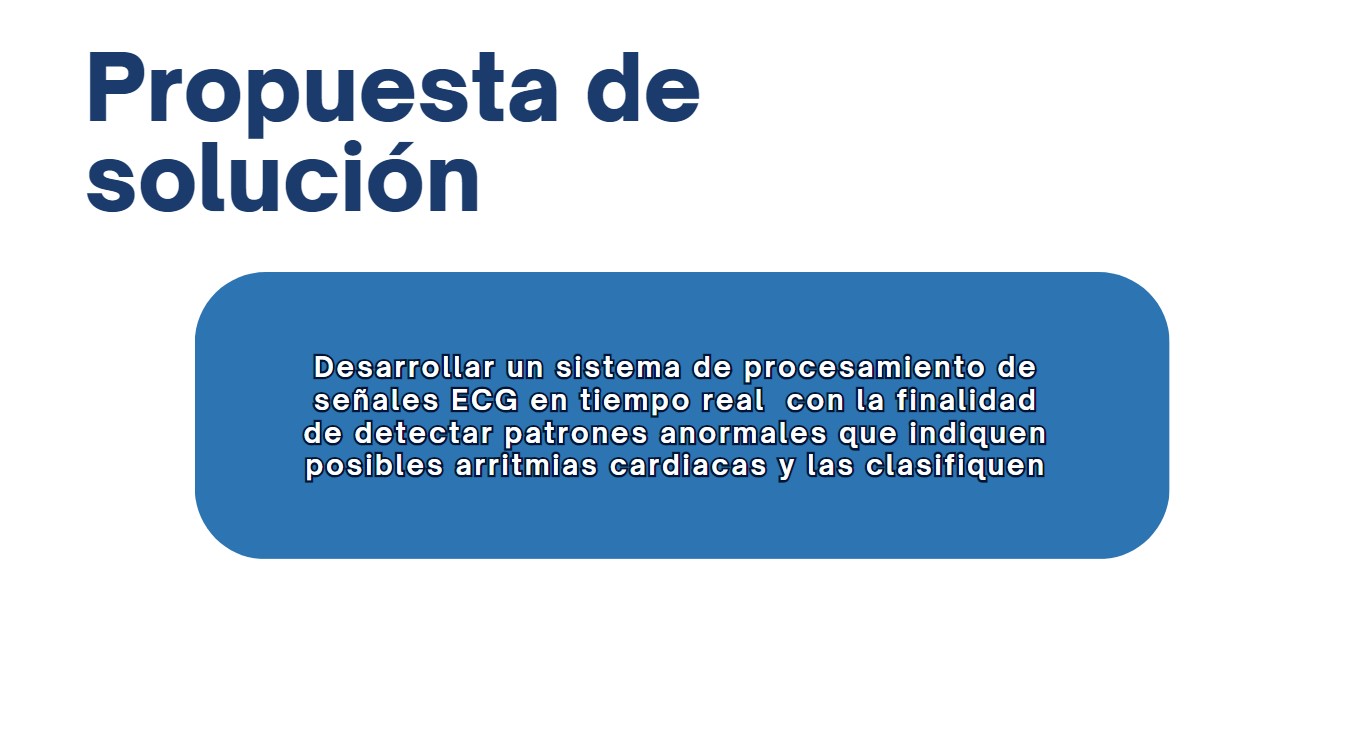 Propuesta de
solución
Desarrollar un sistema de procesamiento de
señales ECG en tiempo real  con la finalidad
de detectar patrones anormales que indiquen
posibles arritmias cardiacas y las clasifiquen